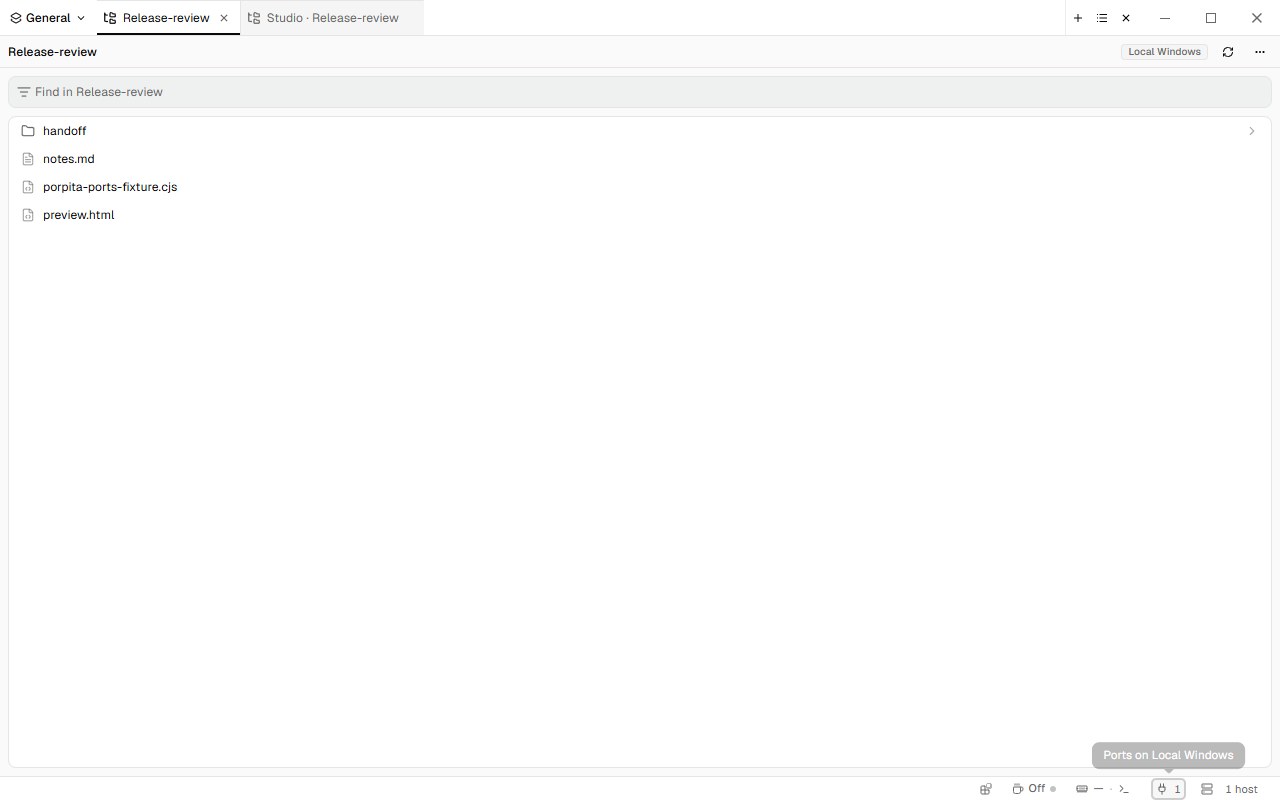 General
Release-review
Studio · Release-review
Release-review
Local Windows
Find in Release-review
handoff
notes.md
porpita-ports-fixture.cjs
preview.html
Ports on Local Windows
Off
1
1 host